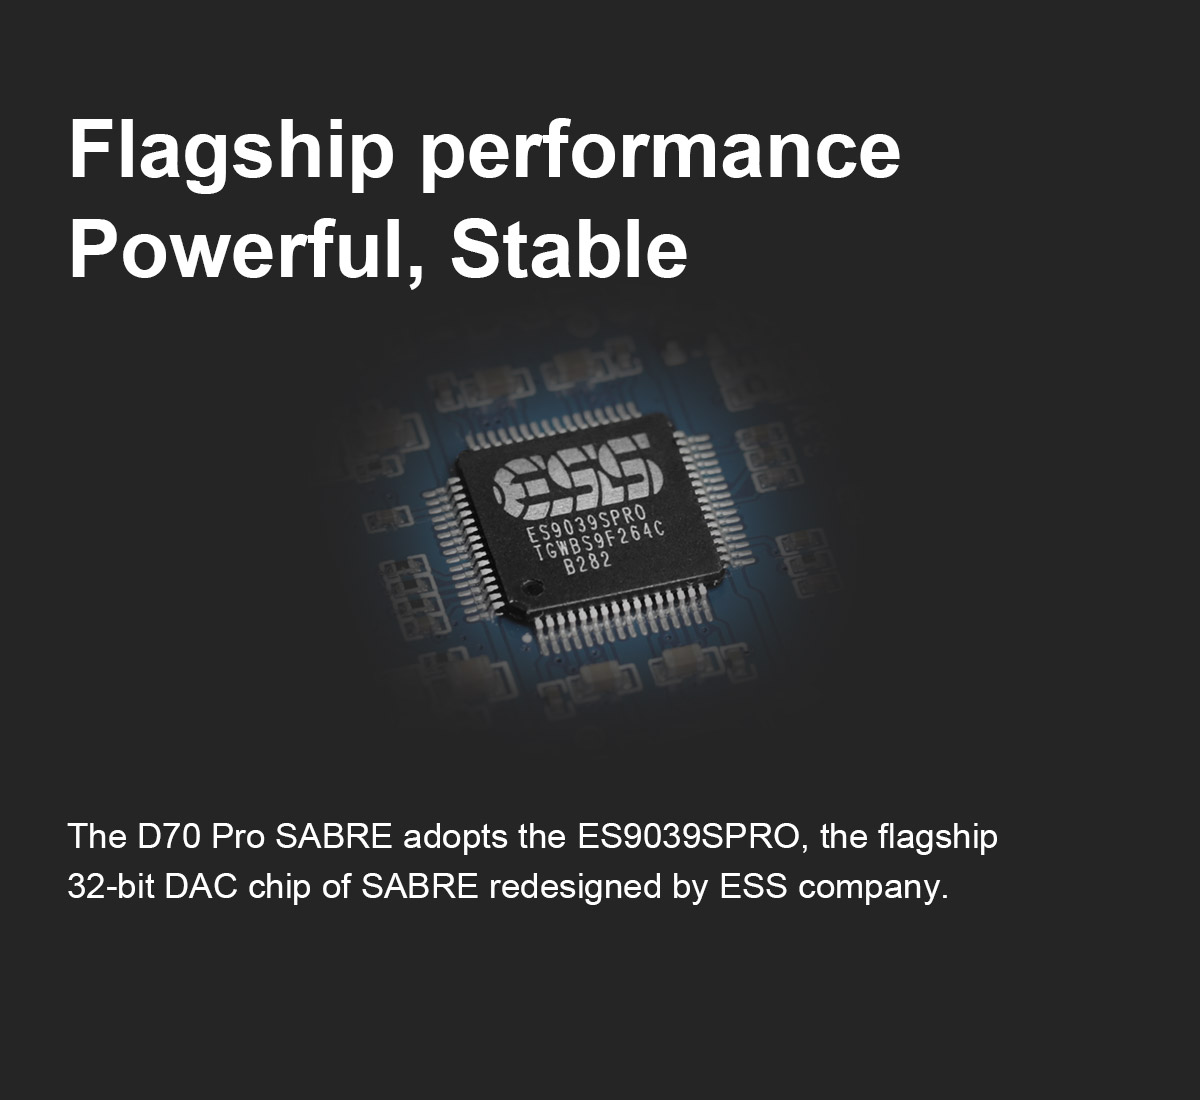 Flagship performance
Powerful, Stable
ESS
ES9039SPRO
TGWBS9F264C
B282
The D70 Pro SABRE adopts the ES9039SPRO, the flagship
32-bit DAC chip of SABRE redesigned by ESS company.